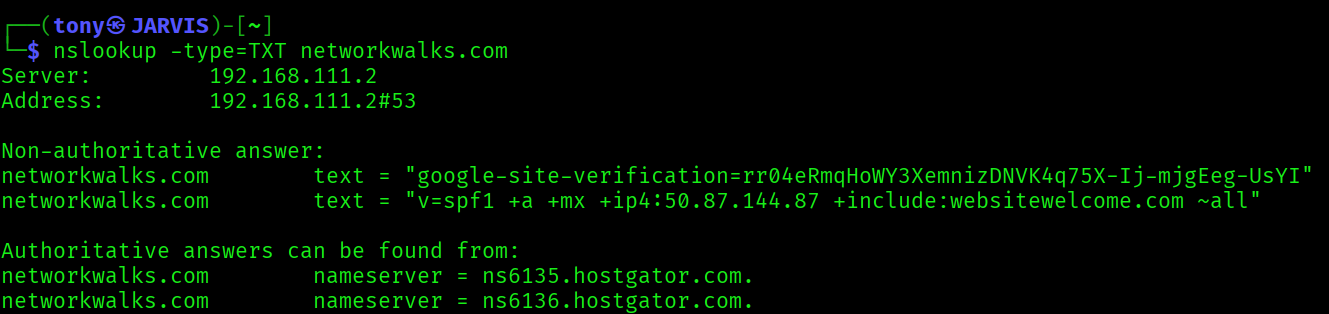 ┌──(tony㉿JARVIS)-[~]
└─$ nslookup -type=TXT networkwalks.com
Server:         192.168.111.2
Address:        192.168.111.2#53

Non-authoritative answer:
networkwalks.com        text = "google-site-verification=rr04eRmqHoWY3XemnizDNVK4q75X-Ij-mjgEeg-UsYI"
networkwalks.com        text = "v=spf1 +a +mx +ip4:50.87.144.87 +include:websitewelcome.com ~all"

Authoritative answers can be found from:
networkwalks.com        nameserver = ns6135.hostgator.com.
networkwalks.com        nameserver = ns6136.hostgator.com.